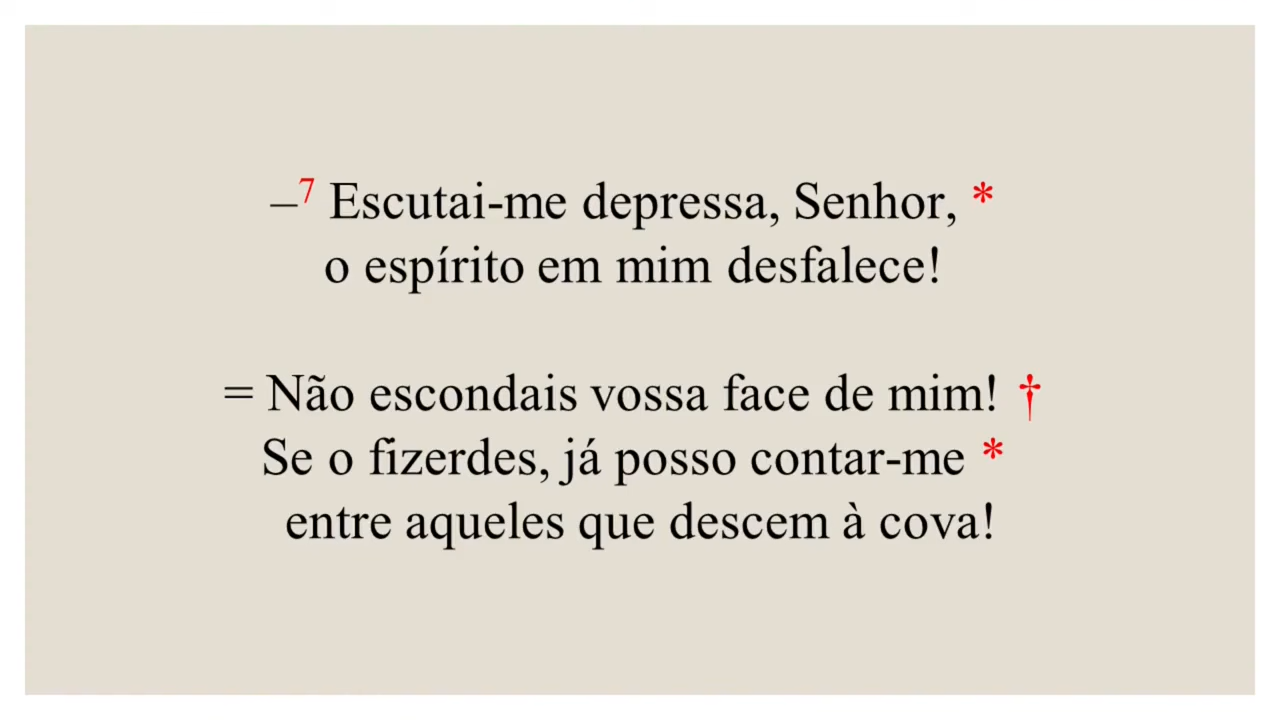 –7 Escutai-me depressa, Senhor, *
o espírito em mim desfalece!
= Não escondais vossa face de mim! †
Se o fizerdes, já posso contar-me *
entre aqueles que descem à cova!